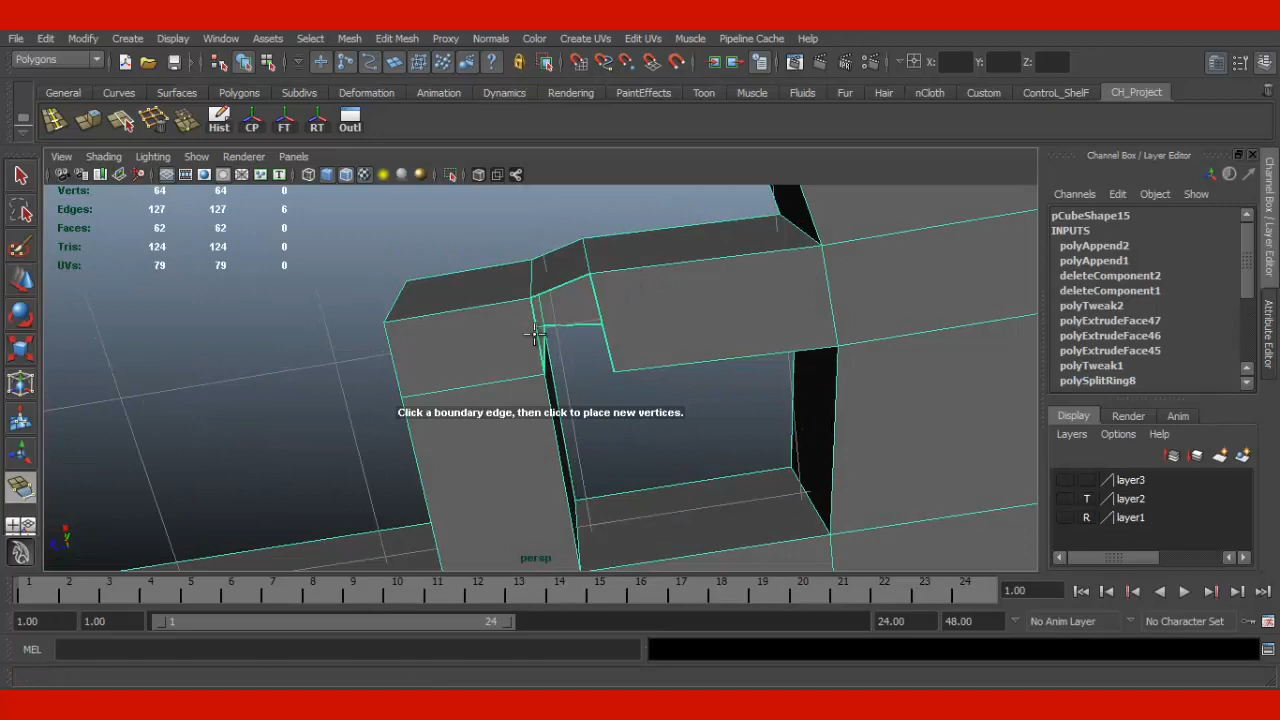 File Edit Modify Create Display Window Assets Select Mesh Edit Mesh Proxy Normals Color Create UVs Edit UVs Muscle Pipeline Cache Help
Polygons X: Y: Z:
General Curves Surfaces Polygons Subdivs Deformation Animation Dynamics Rendering PaintEffects Toon Muscle Fluids Fur Hair nCloth Custom ControL_ShelF CH_Project
Hist CP FT RT Outl
View Shading Lighting Show Renderer Panels
Verts: 64 64 0
Edges: 127 127 6
Faces: 62 62 0
Tris: 124 124 0
UVs: 79 79 0
Click a boundary edge, then click to place new vertices.
persp
Channel Box / Layer Editor
Channels Edit Object Show
pCubeShape15
INPUTS
polyAppend2
polyAppend1
deleteComponent2
deleteComponent1
polyTweak2
polyExtrudeFace47
polyExtrudeFace46
polyExtrudeFace45
polyTweak1
polySplitRing8
Display Render Anim
Layers Options Help
layer3
T layer2
R layer1
Channel Box / Layer Editor
Attribute Editor
1 2 3 4 5 6 7 8 9 10 11 12 13 14 15 16 17 18 19 20 21 22 23 24 1.00
1.00 1.00 1 24 24.00 48.00 No Anim Layer No Character Set
MEL